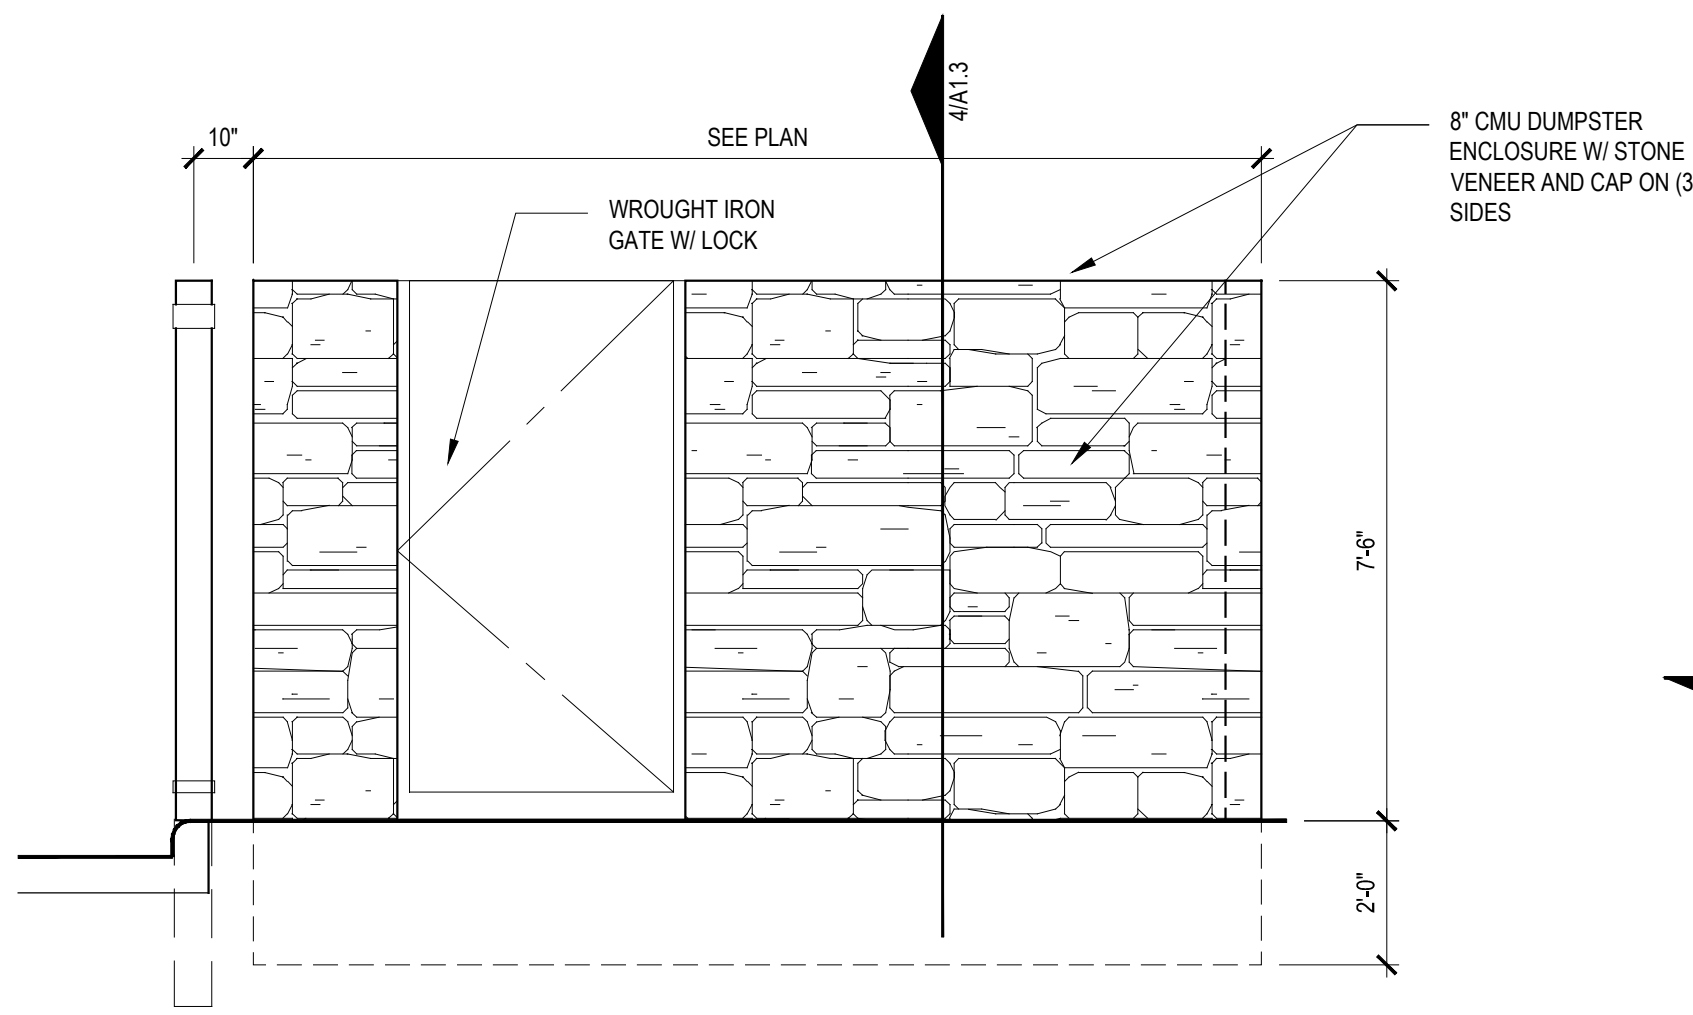 4/A1.3
10"
SEE PLAN
8" CMU DUMPSTER
ENCLOSURE W/ STONE
VENEER AND CAP ON (3
SIDES
WROUGHT IRON
GATE W/ LOCK
7'-6"
2'-0"